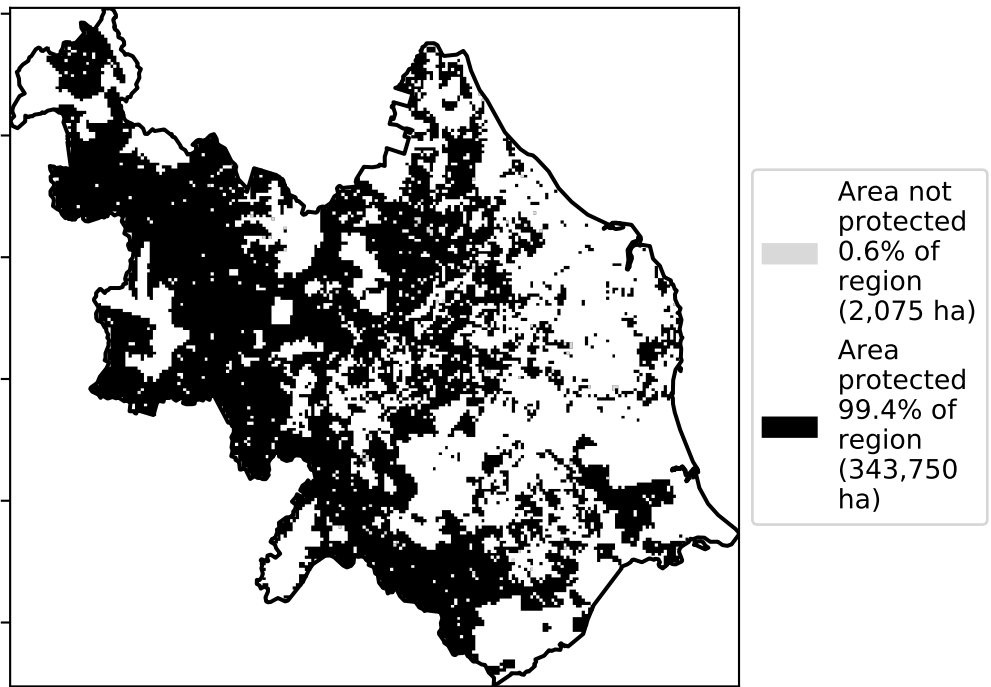 Area not
protected
0.6% of
region
(2,075 ha)
Area
protected
99.4% of
region
(343,750
ha)